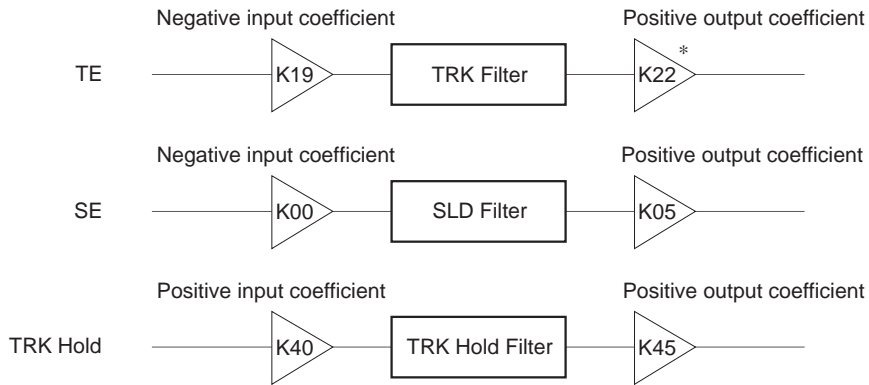 Negative input coefficient Positive output coefficient
TE K19 TRK Filter K22 *
Negative input coefficient Positive output coefficient
SE K00 SLD Filter K05
Positive input coefficient Positive output coefficient
TRK Hold K40 TRK Hold Filter K45